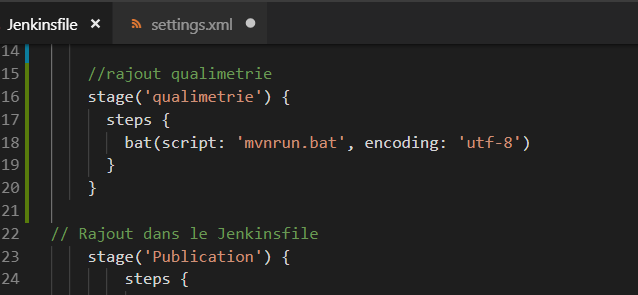 Jenkinsfile × settings.xml
14
15 //rajout qualimetrie
16 stage('qualimetrie') {
17 steps {
18 bat(script: 'mvnrun.bat', encoding: 'utf-8')
19 }
20 }
21
22 // Rajout dans le Jenkinsfile
23 stage('Publication') {
24 steps {